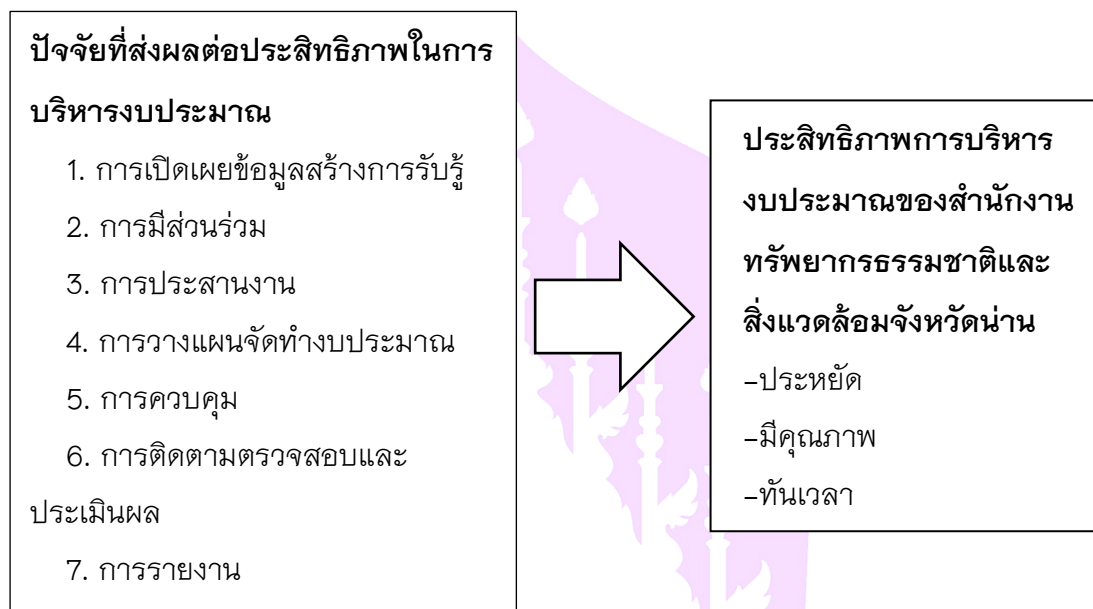 ปัจจัยที่ส่งผลต่อประสิทธิภาพในการ
บริหารงบประมาณ
1. การเปิดเผยข้อมูลสร้างการรับรู้
2. การมีส่วนร่วม
3. การประสานงาน
4. การวางแผนจัดทำงบประมาณ
5. การควบคุม
6. การติดตามตรวจสอบและ
ประเมินผล
7. การรายงาน
ประสิทธิภาพการบริหาร
งบประมาณของสำนักงาน
ทรัพยากรธรรมชาติและ
สิ่งแวดล้อมจังหวัดน่าน
-ประหยัด
-มีคุณภาพ
-ทันเวลา